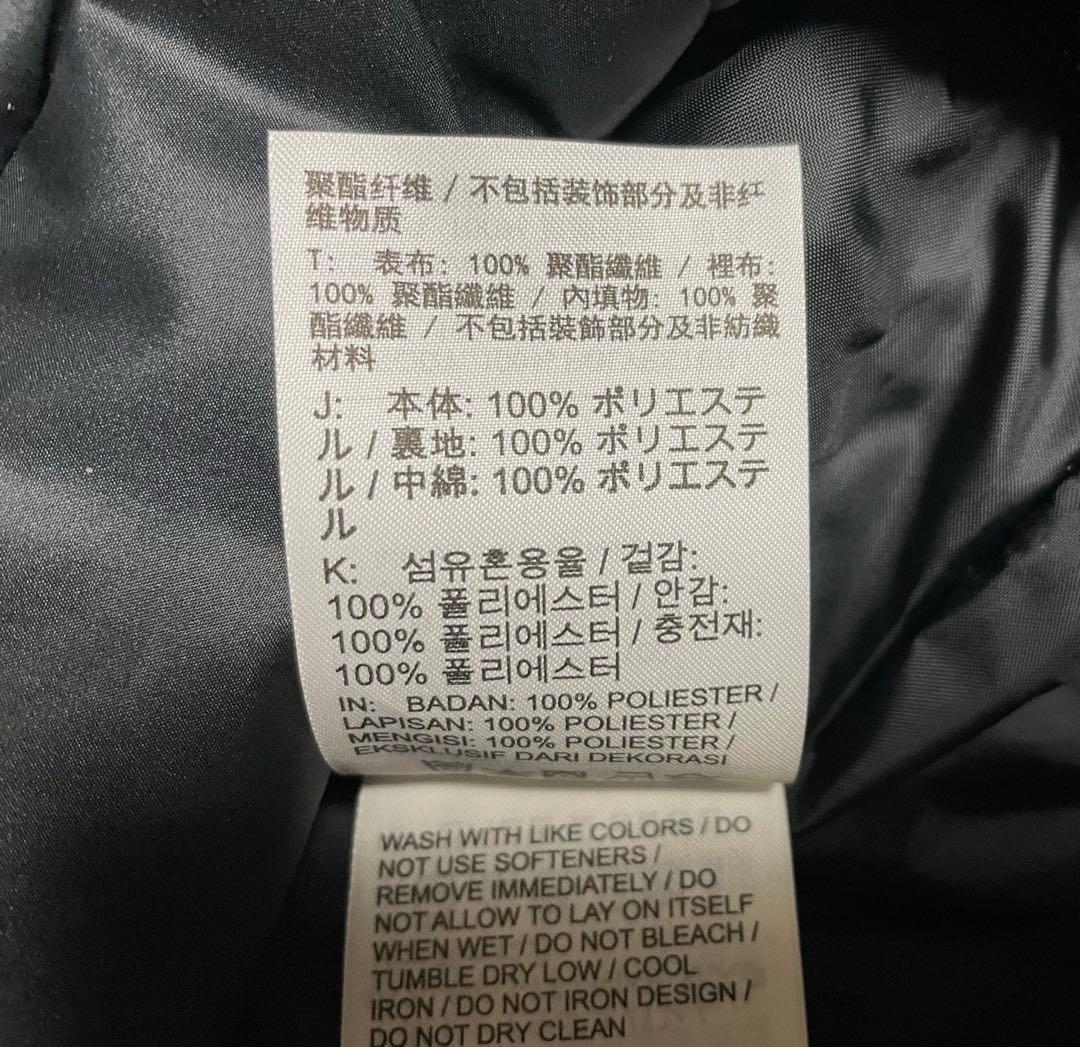 聚酯纤维 / 不包括装饰部分及非纤
维物质
T: 表布: 100% 聚酯纖維 / 裡布:
100% 聚酯纖維 / 內填物: 100% 聚
酯纖維 / 不包括裝飾部分及非紡織
材料
J: 本体: 100% ポリエステ
ル / 裏地: 100% ポリエステ
ル / 中綿: 100% ポリエステ
ル
K: 섬유혼용율 / 겉감:
100% 폴리에스터 / 안감:
100% 폴리에스터 / 충전재:
100% 폴리에스터
IN: BADAN: 100% POLIESTER /
LAPISAN: 100% POLIESTER /
MENGISI: 100% POLIESTER /
EKSKLUSIF DARI DEKORASI
WASH WITH LIKE COLORS / DO
NOT USE SOFTENERS /
REMOVE IMMEDIATELY / DO
NOT ALLOW TO LAY ON ITSELF
WHEN WET / DO NOT BLEACH /
TUMBLE DRY LOW / COOL
IRON / DO NOT IRON DESIGN /
DO NOT DRY CLEAN